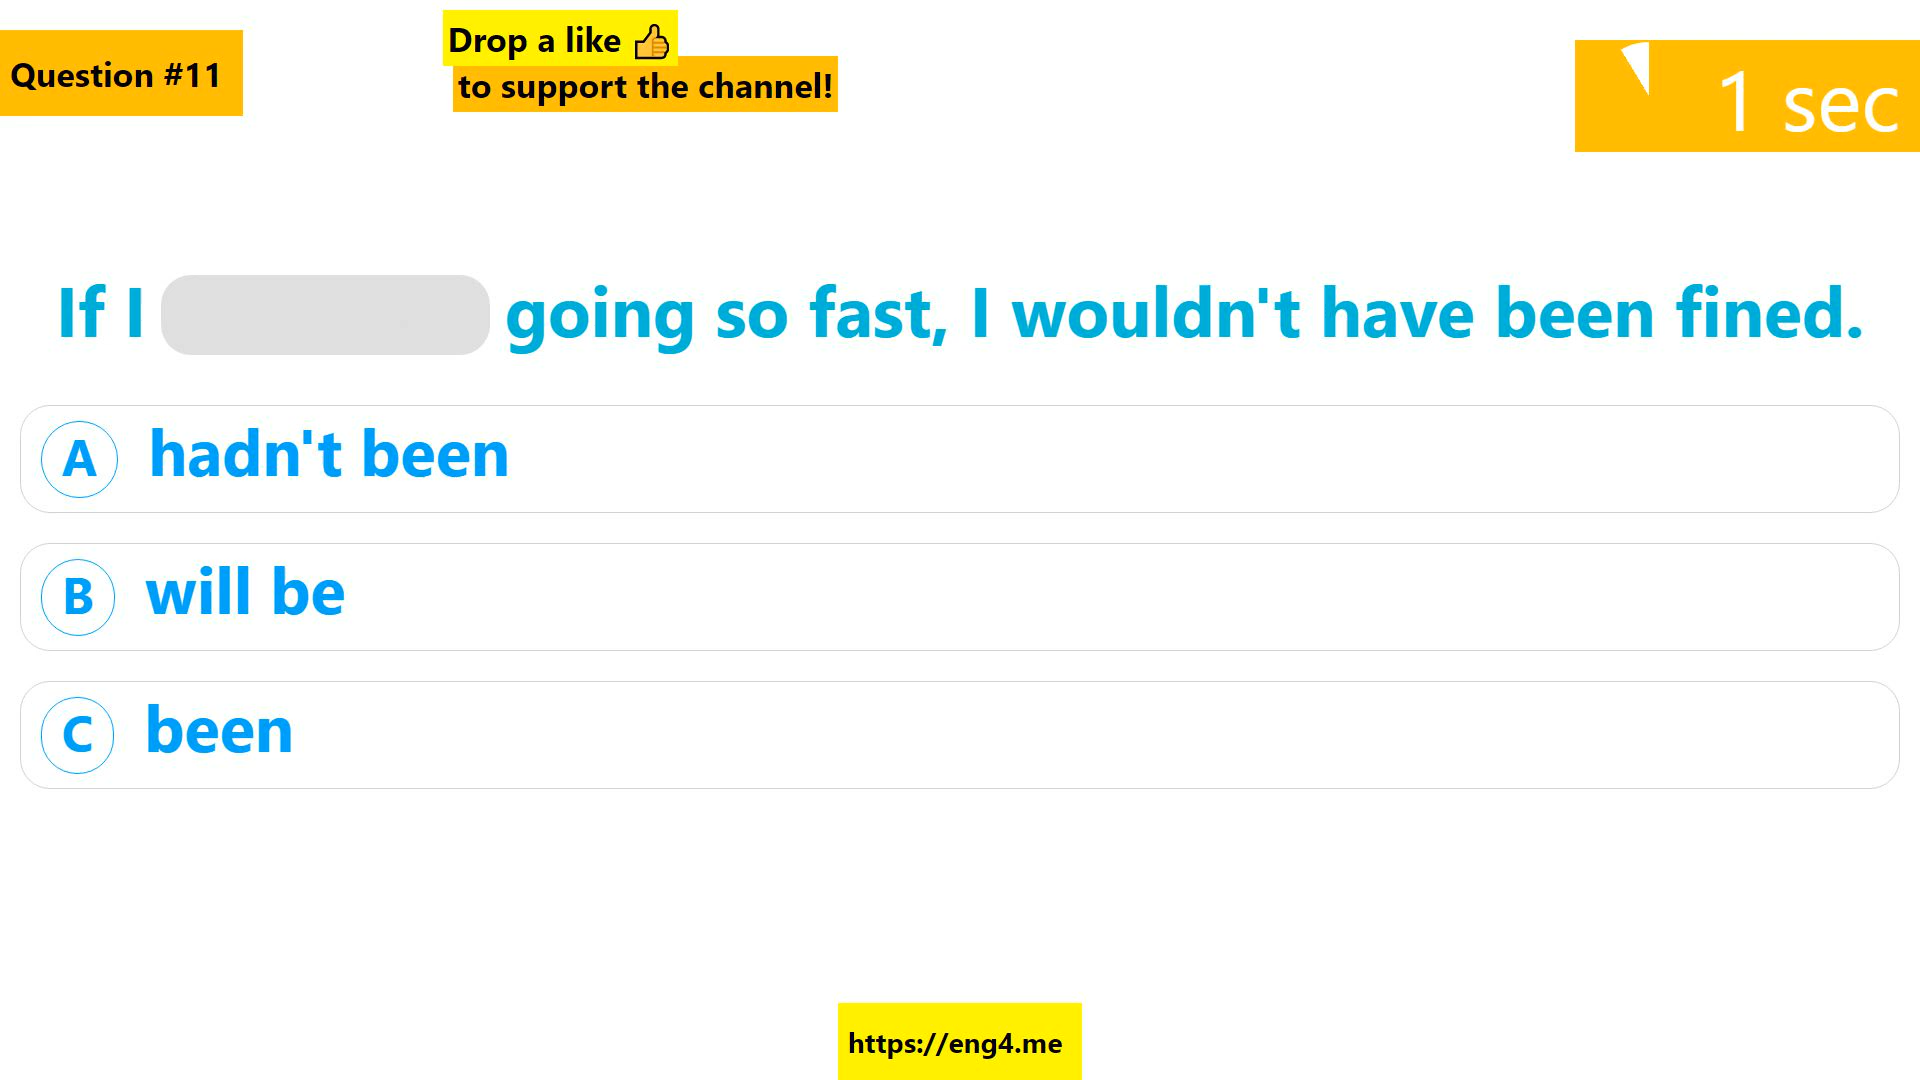 Question #11
Drop a like 👍
to support the channel!
1 sec
If I going so fast, I wouldn't have been fined.
A hadn't been
B will be
C been
https://eng4.me